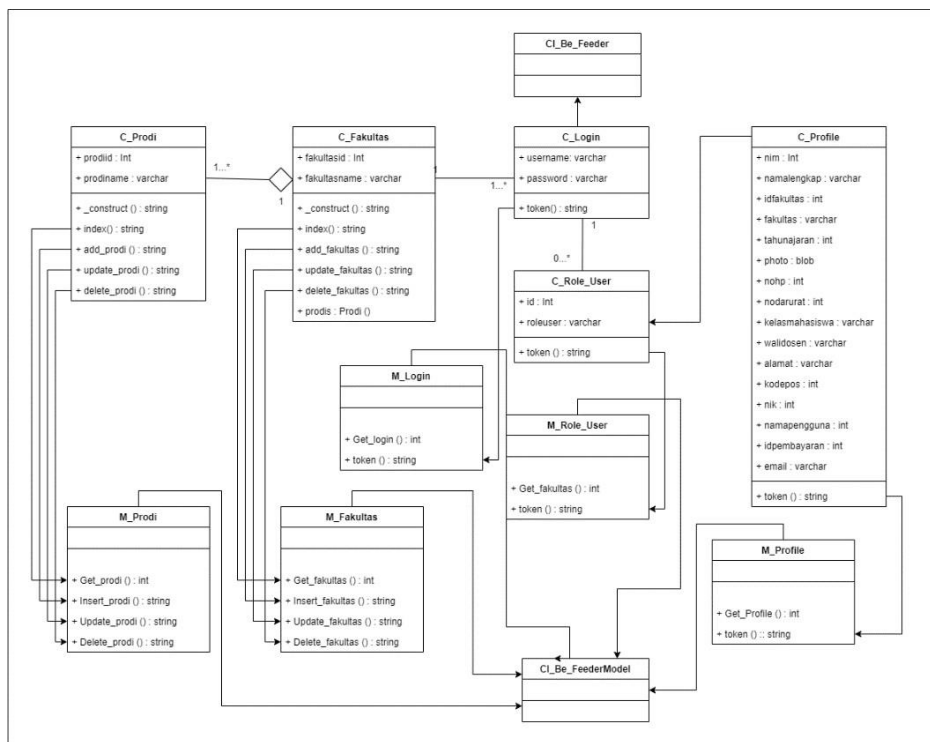 CI_Be_Feeder
C_Prodi
+ prodiid : Int
+ prodiname : varchar
+ _construct () : string
+ index() : string
+ add_prodi () : string
+ update_prodi () : string
+ delete_prodi () : string
1...*
1
C_Fakultas
+ fakultasid : Int
+ fakultasname : varchar
+ _construct () : string
+ index() : string
+ add_fakultas () : string
+ update_fakultas () : string
+ delete_fakultas () : string
+ prodis : Prodi ()
1
1...*
C_Login
+ username: varchar
+ password : varchar
+ token() : string
1
0...*
C_Role_User
+ id : Int
+ roleuser : varchar
+ token () : string
C_Profile
+ nim : Int
+ namalengkap : varchar
+ idfakultas : int
+ fakultas : varchar
+ tahunajaran : int
+ photo : blob
+ nohp : int
+ nodarurat : int
+ kelasmahasiswa : varchar
+ walidosen : varchar
+ alamat : varchar
+ kodepos : int
+ nik : int
+ namapengguna : int
+ idpembayaran : int
+ email : varchar
+ token () : string
M_Login
+ Get_login () : int
+ token () : string
M_Role_User
+ Get_fakultas () : int
+ token () : string
M_Prodi
+ Get_prodi () : int
+ Insert_prodi () : string
+ Update_prodi () : string
+ Delete_prodi () : string
M_Fakultas
+ Get_fakultas () : int
+ Insert_fakultas () : string
+ Update_fakultas () : string
+ Delete_fakultas () : string
M_Profile
+ Get_Profile () : int
+ token () :: string
CI_Be_FeederModel